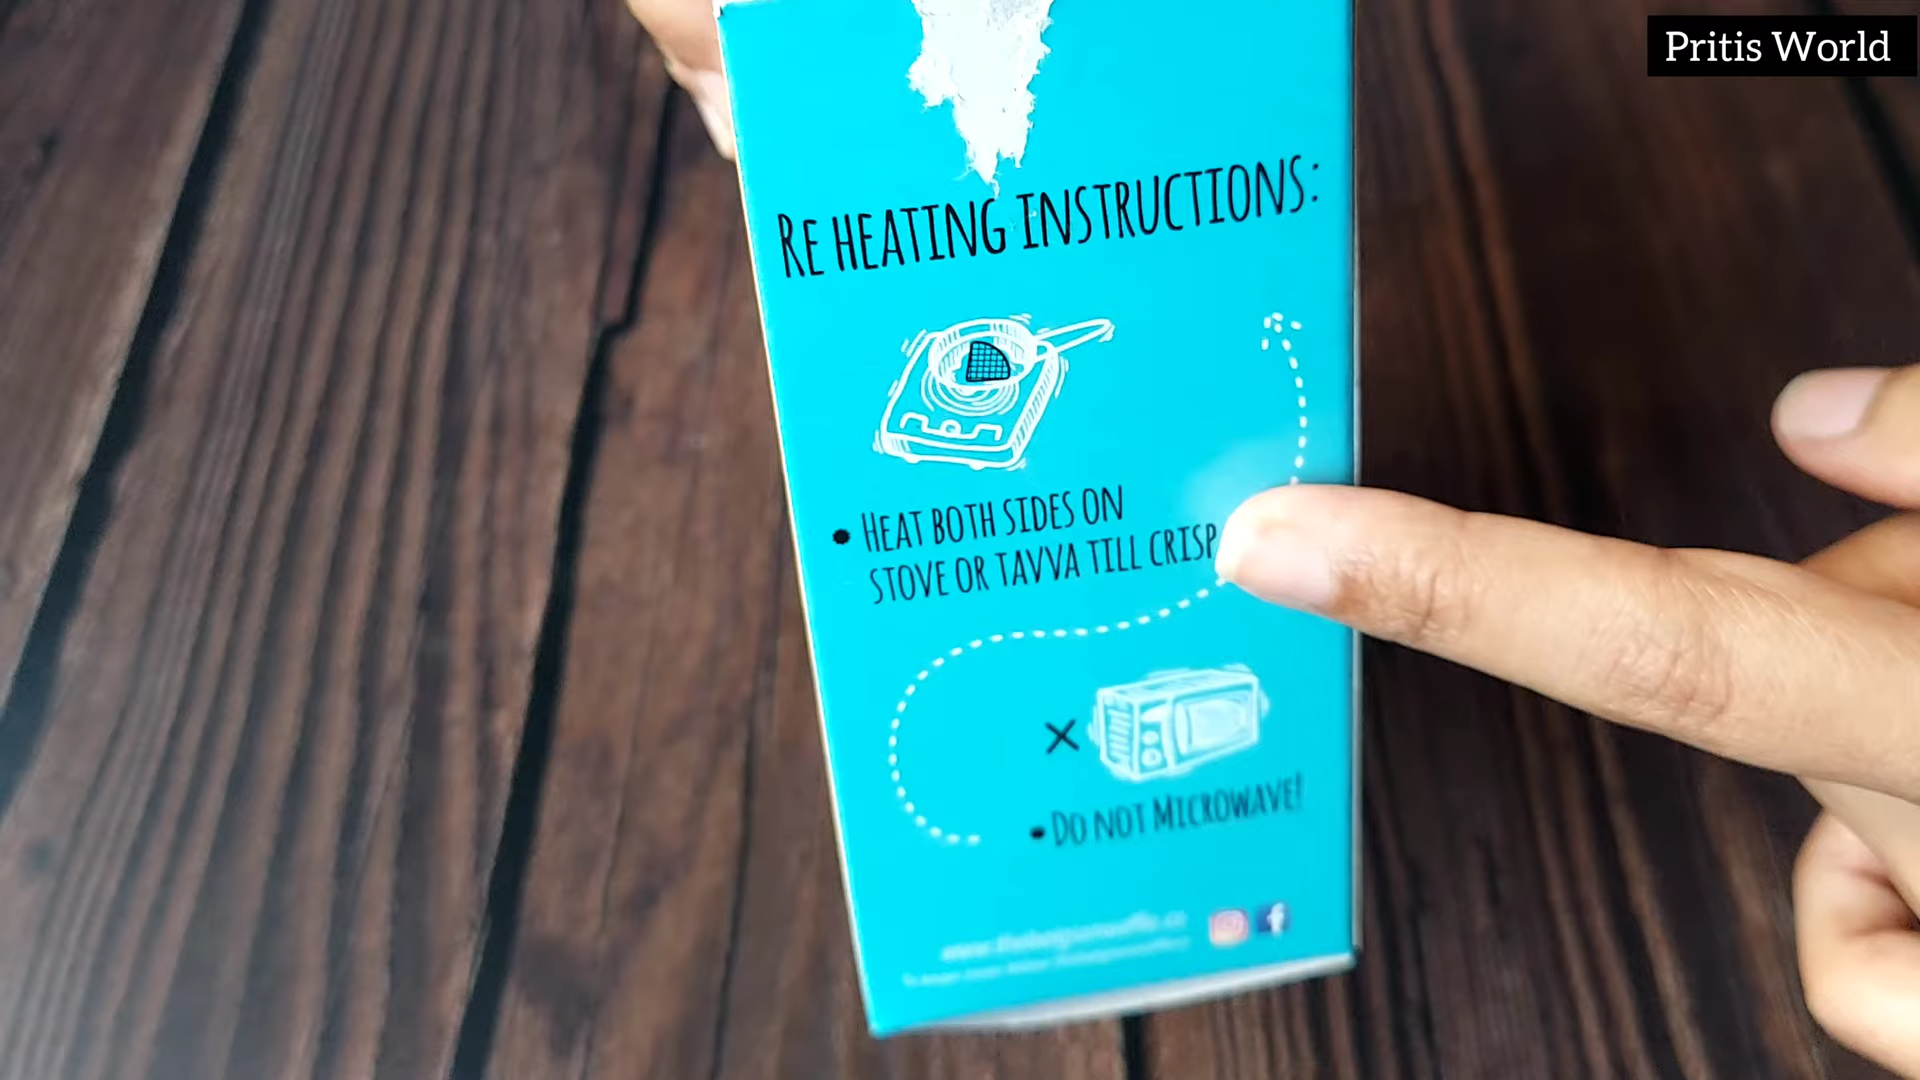 Pritis World
RE HEATING INSTRUCTIONS:
• HEAT BOTH SIDES ON
STOVE OR TAVVA TILL CRISP
×
• DO NOT MICROWAVE!